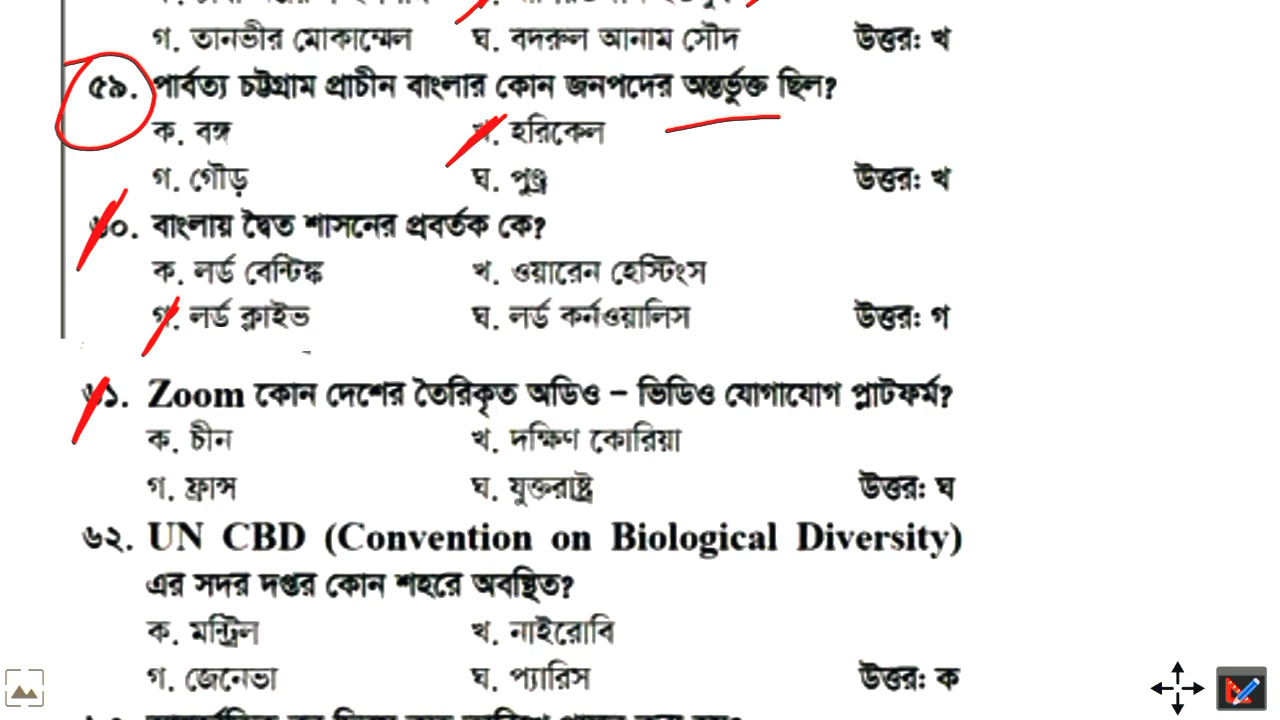 গ. তানভীর মোকাম্মেল ঘ. বদরুল আনাম সৌদ উত্তর: খ
৫৯. পার্বত্য চট্টগ্রাম প্রাচীন বাংলার কোন জনপদের অন্তর্ভুক্ত ছিল?
ক. বঙ্গ খ. হরিকেল
গ. গৌড় ঘ. পুণ্ড্র উত্তর: খ
৬০. বাংলায় দ্বৈত শাসনের প্রবর্তক কে?
ক. লর্ড বেন্টিঙ্ক খ. ওয়ারেন হেস্টিংস
গ. লর্ড ক্লাইভ ঘ. লর্ড কর্নওয়ালিস উত্তর: গ
৬১. Zoom কোন দেশের তৈরিকৃত অডিও – ভিডিও যোগাযোগ প্লাটফর্ম?
ক. চীন খ. দক্ষিণ কোরিয়া
গ. ফ্রান্স ঘ. যুক্তরাষ্ট্র উত্তর: ঘ
৬২. UN CBD (Convention on Biological Diversity)
এর সদর দপ্তর কোন শহরে অবস্থিত?
ক. মন্ট্রিল খ. নাইরোবি
গ. জেনেভা ঘ. প্যারিস উত্তর: ক